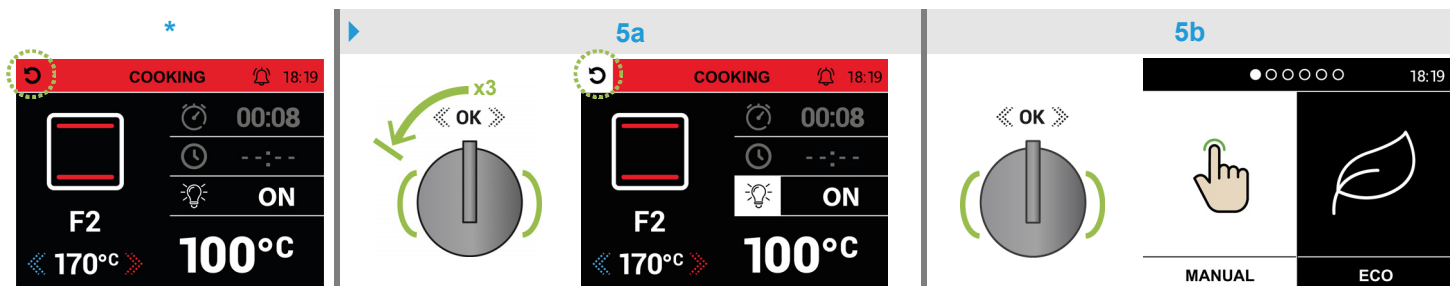 *
COOKING 18:19
00:08
--:--
ON
F2
170°C 100°C
5a
x3
OK
COOKING 18:19
00:08
--:--
ON
F2
170°C 100°C
5b
OK
18:19
MANUAL ECO